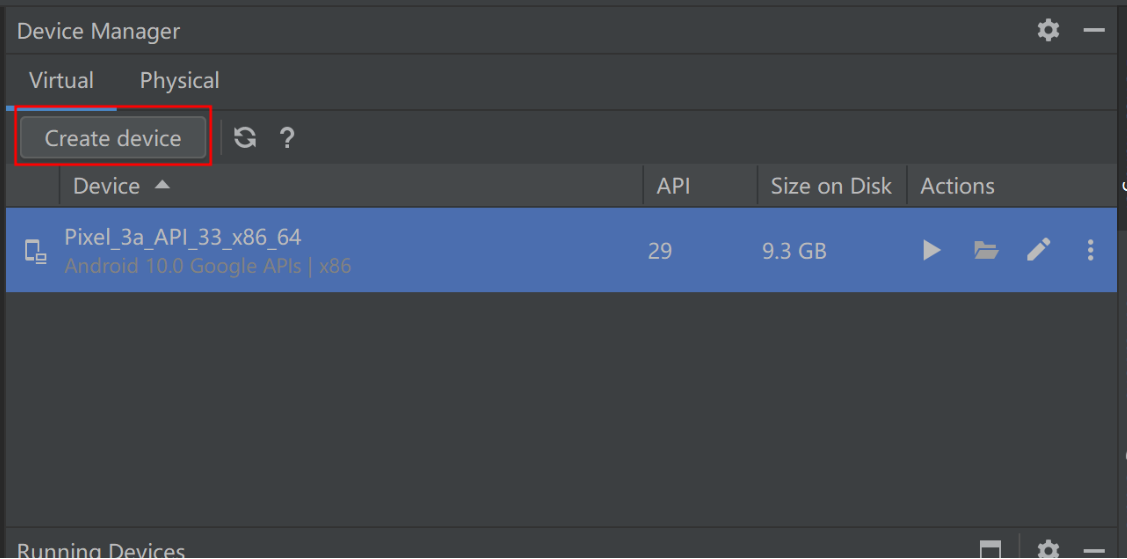 Device Manager
Virtual Physical
Create device ?
Device API Size on Disk Actions
Pixel_3a_API_33_x86_64
Android 10.0 Google APIs | x86
29 9.3 GB
Running Devices